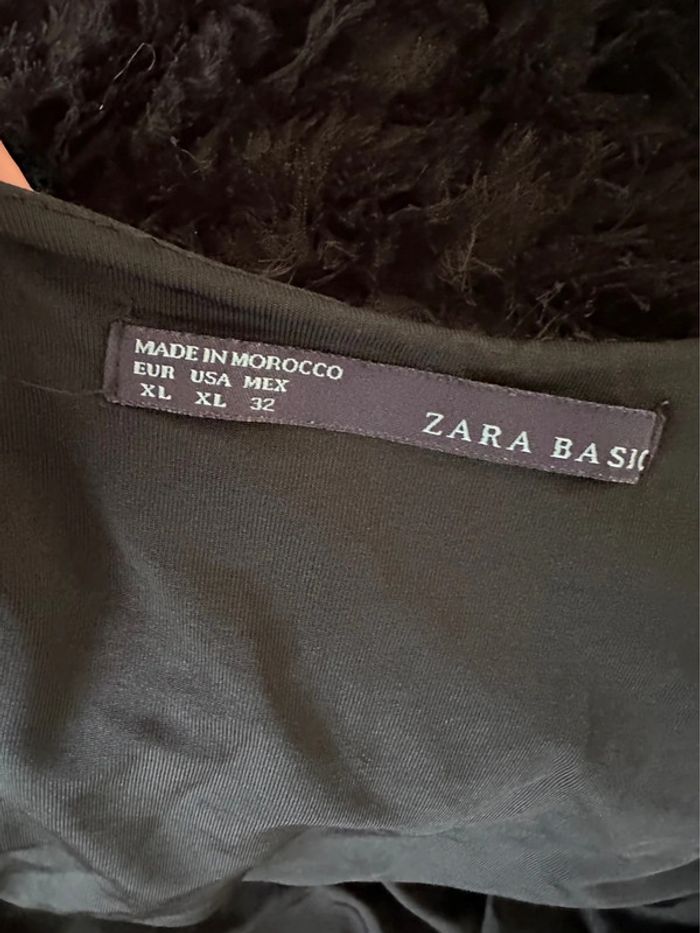 MADE IN MOROCCO
EUR USA MEX
XL XL 32
ZARA BASIC